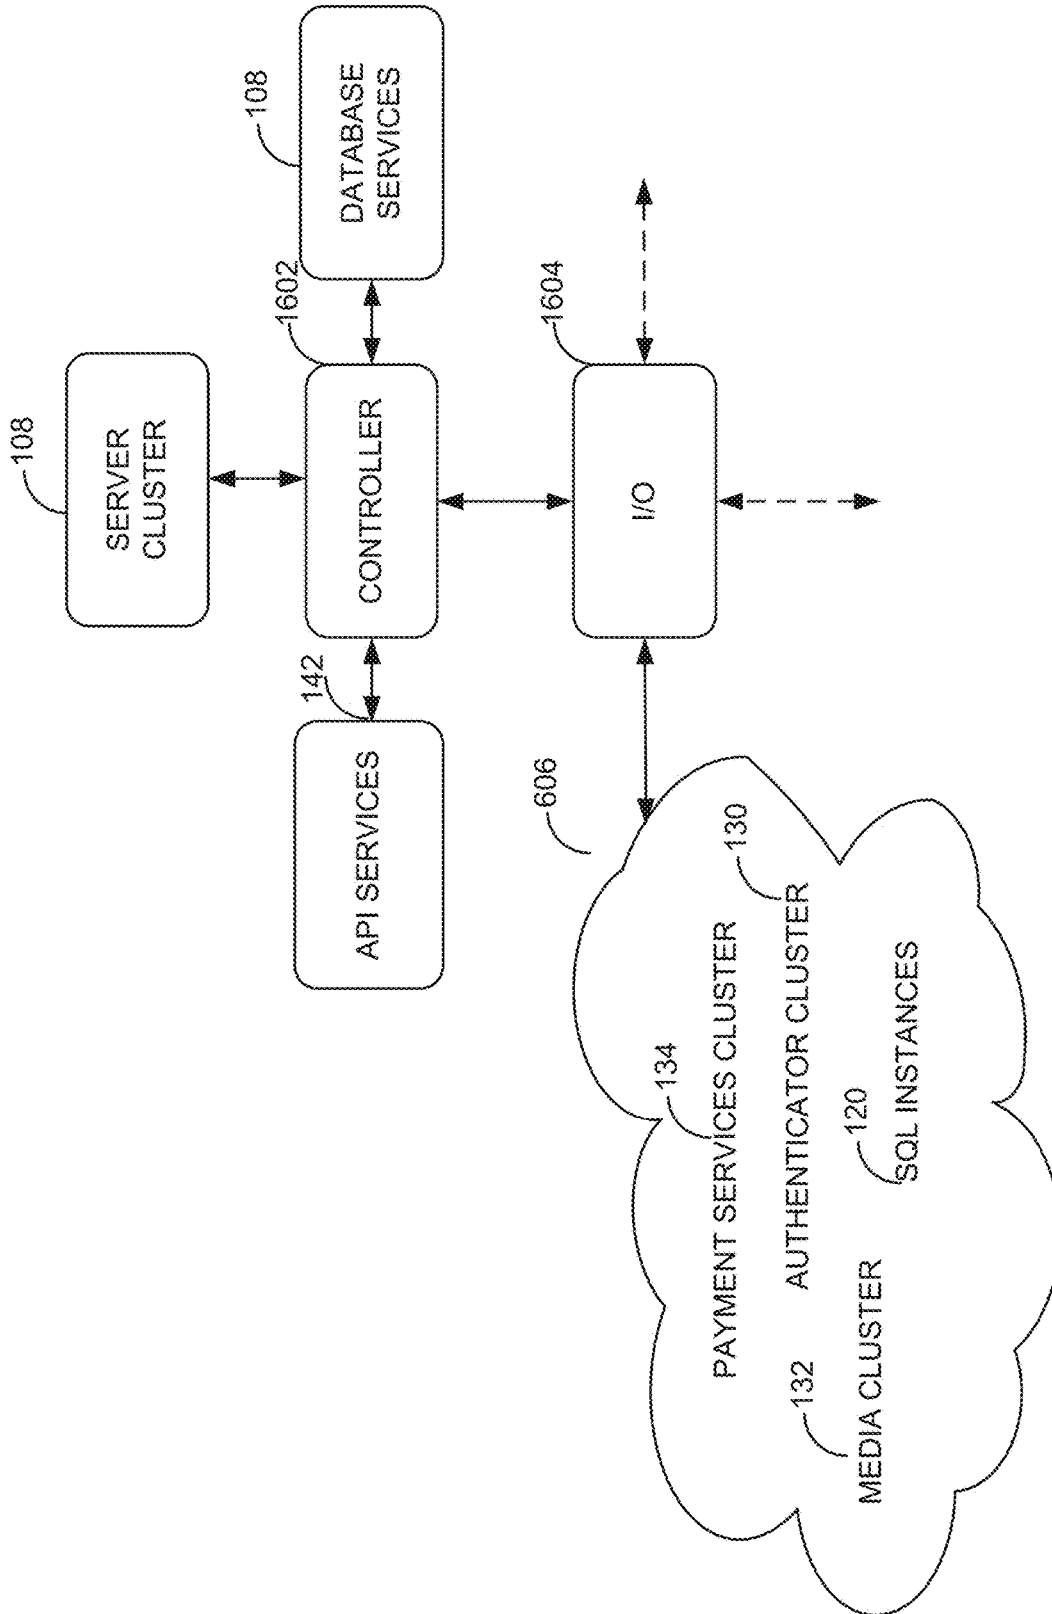 108
SERVER
CLUSTER
142
API SERVICES
1602
CONTROLLER
108
DATABASE
SERVICES
606
1604
I/O
134
PAYMENT SERVICES CLUSTER
130
AUTHENTICATOR CLUSTER
132
MEDIA CLUSTER
120
SQL INSTANCES